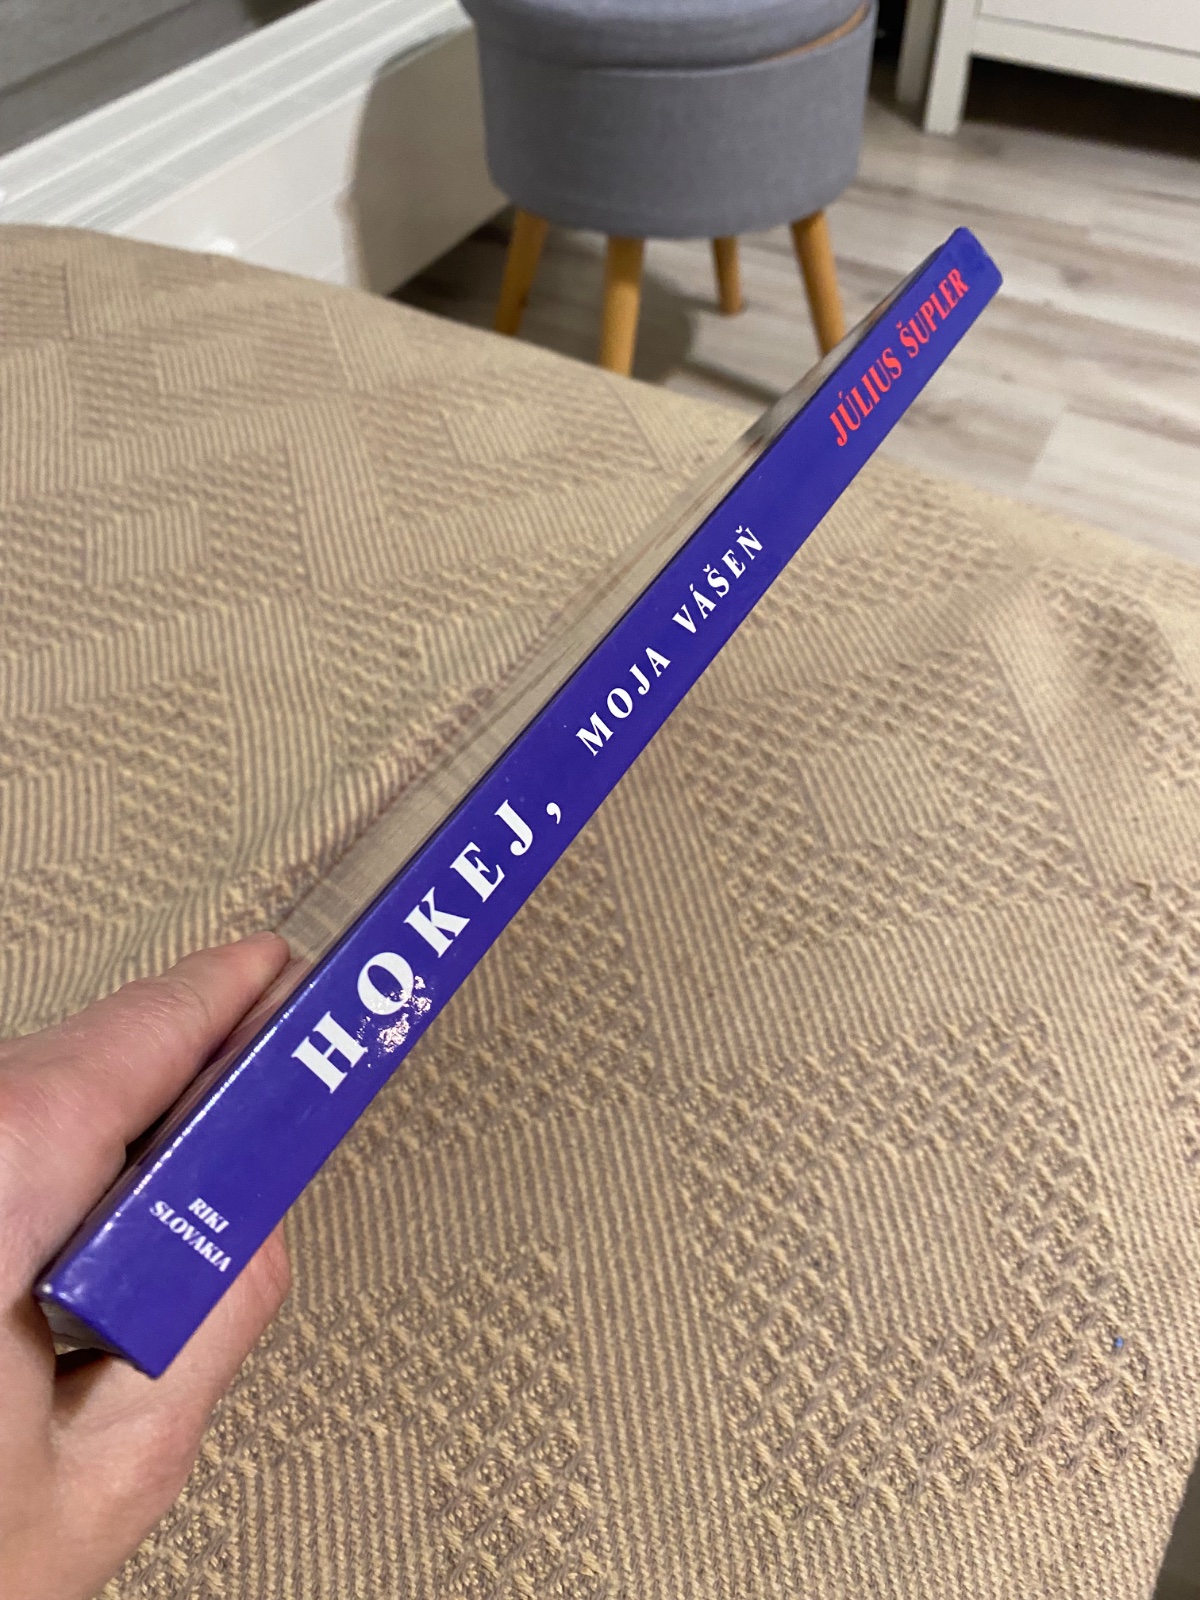 HOKEJ, MOJA VÁŠEŇ
JÚLIUS ŠUPLER
RIKI
SLOVAKIA